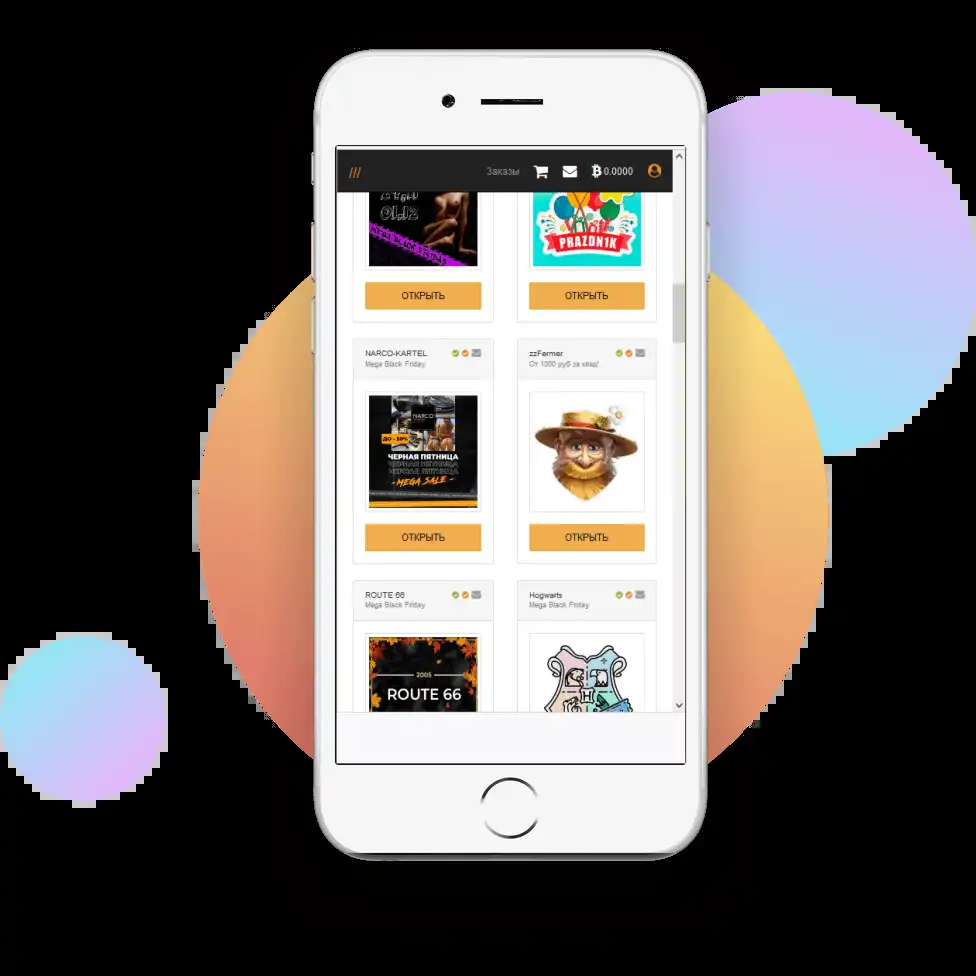 ///
Заказы
0.0000
PRAZDN1K
ОТКРЫТЬ
ОТКРЫТЬ
NARCO-KARTEL
Mega Black Friday
zzFermer
От 1000 руб за клад!
NARCO
ДО - 50%
ЧЕРНАЯ ПЯТНИЦА
ЧЕРНАЯ ПЯТНИЦА
ЧЕРНАЯ ПЯТНИЦА
-MEGA SALE-
ОТКРЫТЬ
ОТКРЫТЬ
ROUTE 66
Mega Black Friday
Hogwarts
Mega Black Friday
2005
ROUTE 66
H